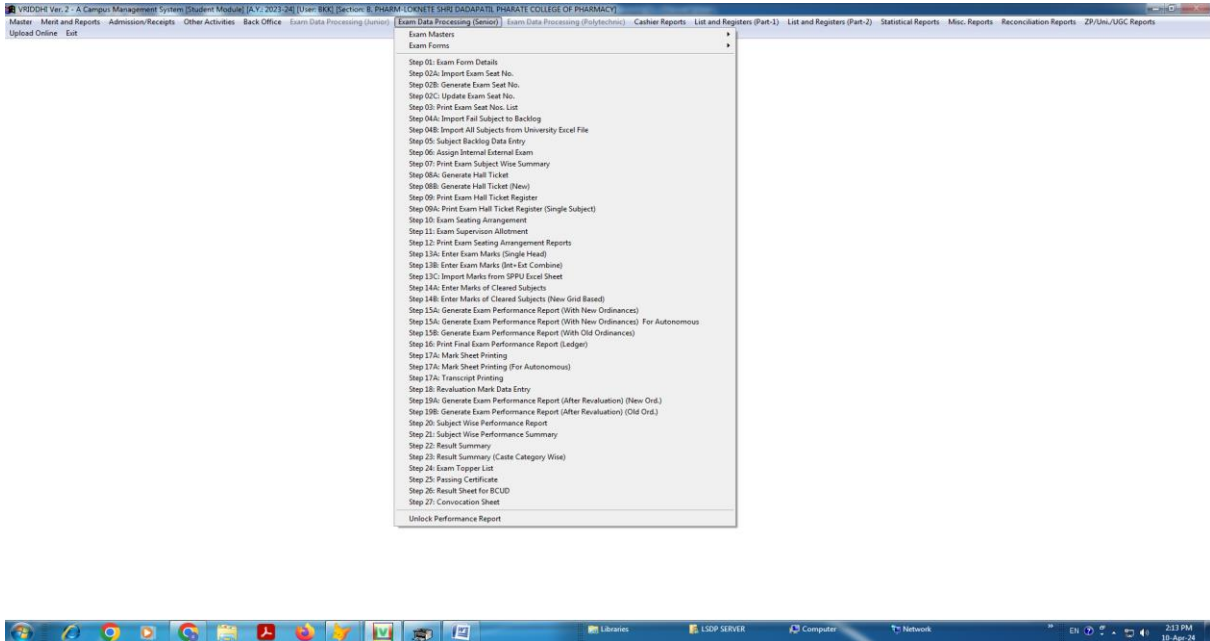 VRIDDHI Ver. 2 - A Campus Management System [Student Module] [A.Y.: 2023-24] [User: BKK] [Section: B. PHARM-LOKNETE SHRI DADAPATIL PHARATE COLLEGE OF PHARMACY]
Master Merit and Reports Admission/Receipts Other Activities Back Office Exam Data Processing (Junior) Exam Data Processing (Senior) Exam Data Processing (Polytechnic) Cashier Reports List and Registers (Part-1) List and Registers (Part-2) Statistical Reports Misc. Reports Reconciliation Reports ZP/Uni./UGC Reports
Upload Online Exit
Exam Masters
Exam Forms
Step 01: Exam Form Details
Step 02A: Import Exam Seat No.
Step 02B: Generate Exam Seat No.
Step 02C: Update Exam Seat No.
Step 03: Print Exam Seat Nos. List
Step 04A: Import Fail Subject to Backlog
Step 04B: Import All Subjects from University Excel File
Step 05: Subject Backlog Data Entry
Step 06: Assign Internal External Exam
Step 07: Print Exam Subject Wise Summary
Step 08A: Generate Hall Ticket
Step 08B: Generate Hall Ticket (New)
Step 09: Print Exam Hall Ticket Register
Step 09A: Print Exam Hall Ticket Register (Single Subject)
Step 10: Exam Seating Arrangement
Step 11: Exam Supervison Allotment
Step 12: Print Exam Seating Arrangement Reports
Step 13A: Enter Exam Marks (Single Head)
Step 13B: Enter Exam Marks (Int+Ext Combine)
Step 13C: Import Marks from SPPU Excel Sheet
Step 14A: Enter Marks of Cleared Subjects
Step 14B: Enter Marks of Cleared Subjects (New Grid Based)
Step 15A: Generate Exam Performance Report (With New Ordinances)
Step 15A: Generate Exam Performance Report (With New Ordinances) For Autonomous
Step 15B: Generate Exam Performance Report (With Old Ordinances)
Step 16: Print Final Exam Performance Report (Ledger)
Step 17A: Mark Sheet Printing
Step 17A: Mark Sheet Printing (For Autonomous)
Step 17A: Transcript Printing
Step 18: Revaluation Mark Data Entry
Step 19A: Generate Exam Performance Report (After Revaluation) (New Ord.)
Step 19B: Generate Exam Performance Report (After Revaluation) (Old Ord.)
Step 20: Subject Wise Performance Report
Step 21: Subject Wise Performance Summary
Step 22: Result Summary
Step 23: Result Summary (Caste Category Wise)
Step 24: Exam Topper List
Step 25: Passing Certificate
Step 26: Result Sheet for BCUD
Step 27: Convocation Sheet
Unlock Performance Report
Libraries LSDP SERVER Computer Network EN 2:13 PM
10-Apr-24